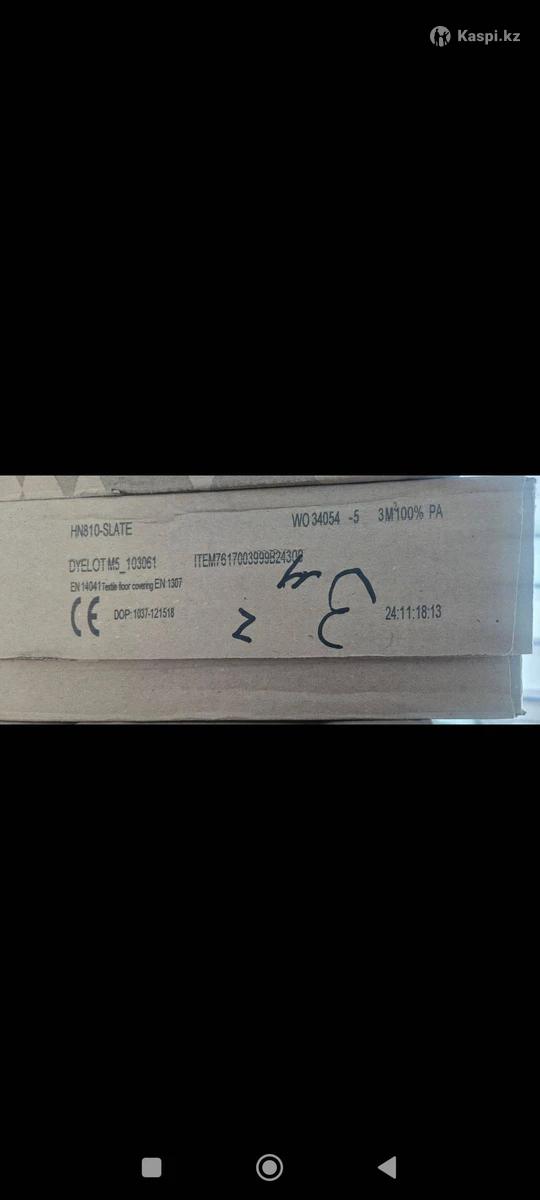 Kaspi.kz
HN810-SLATE
WO 34054 -5 3M²100% PA
DYELOT M5_103061 ITEM7617003999B24300
EN 14041 Textile floor covering EN 1307
CE DOP: 1037-121518
24:11:18:13